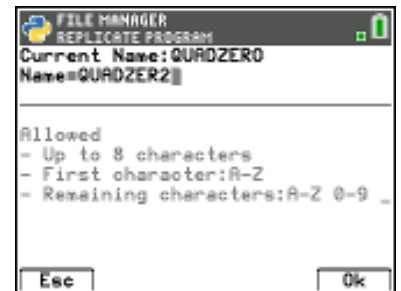 FILE MANAGER
REPLICATE PROGRAM
Current Name:QUADZERO
Name=QUADZER2
Allowed
- Up to 8 characters
- First character:A-Z
- Remaining characters:A-Z 0-9 _
Esc
Ok